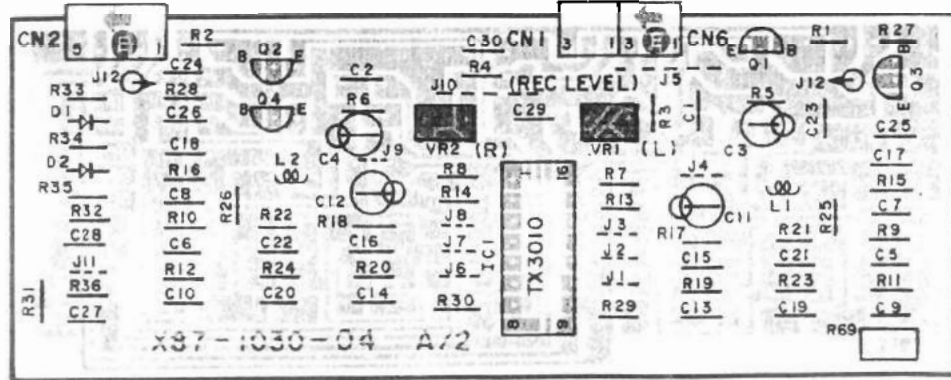 CN2 5 1 R2 Q2 B E C30 CN1 3 1 3 1 CN6 E B Q1 R1 R27
J12 C24 C2 R4 J10 (REC LEVEL) J5 J12 B Q3 E
R33 R28 B Q4 E R6 C29 R3 C1 R5 C23
D1 C26 C25
R34 C18 C4 J9 VR2 (R) VR1 (L) C3 C17
D2 R16 L2 R8 1 16 R7 J4 R15
R35 C8 R26 C12 R14 R13 L1 C7
R32 R10 R22 R18 J8 J3 R17 C11 R21 R25 R9
C28 C6 C22 C16 J7 IC1 TX3010 J2 C15 C21 C5
J11 R12 R24 R20 J6 J1 R19 R23 R11
R36 C10 C20 C14 R30 R29 C13 C19 C9
R31 C27 8 9 R69
X87-1030-04 A/2